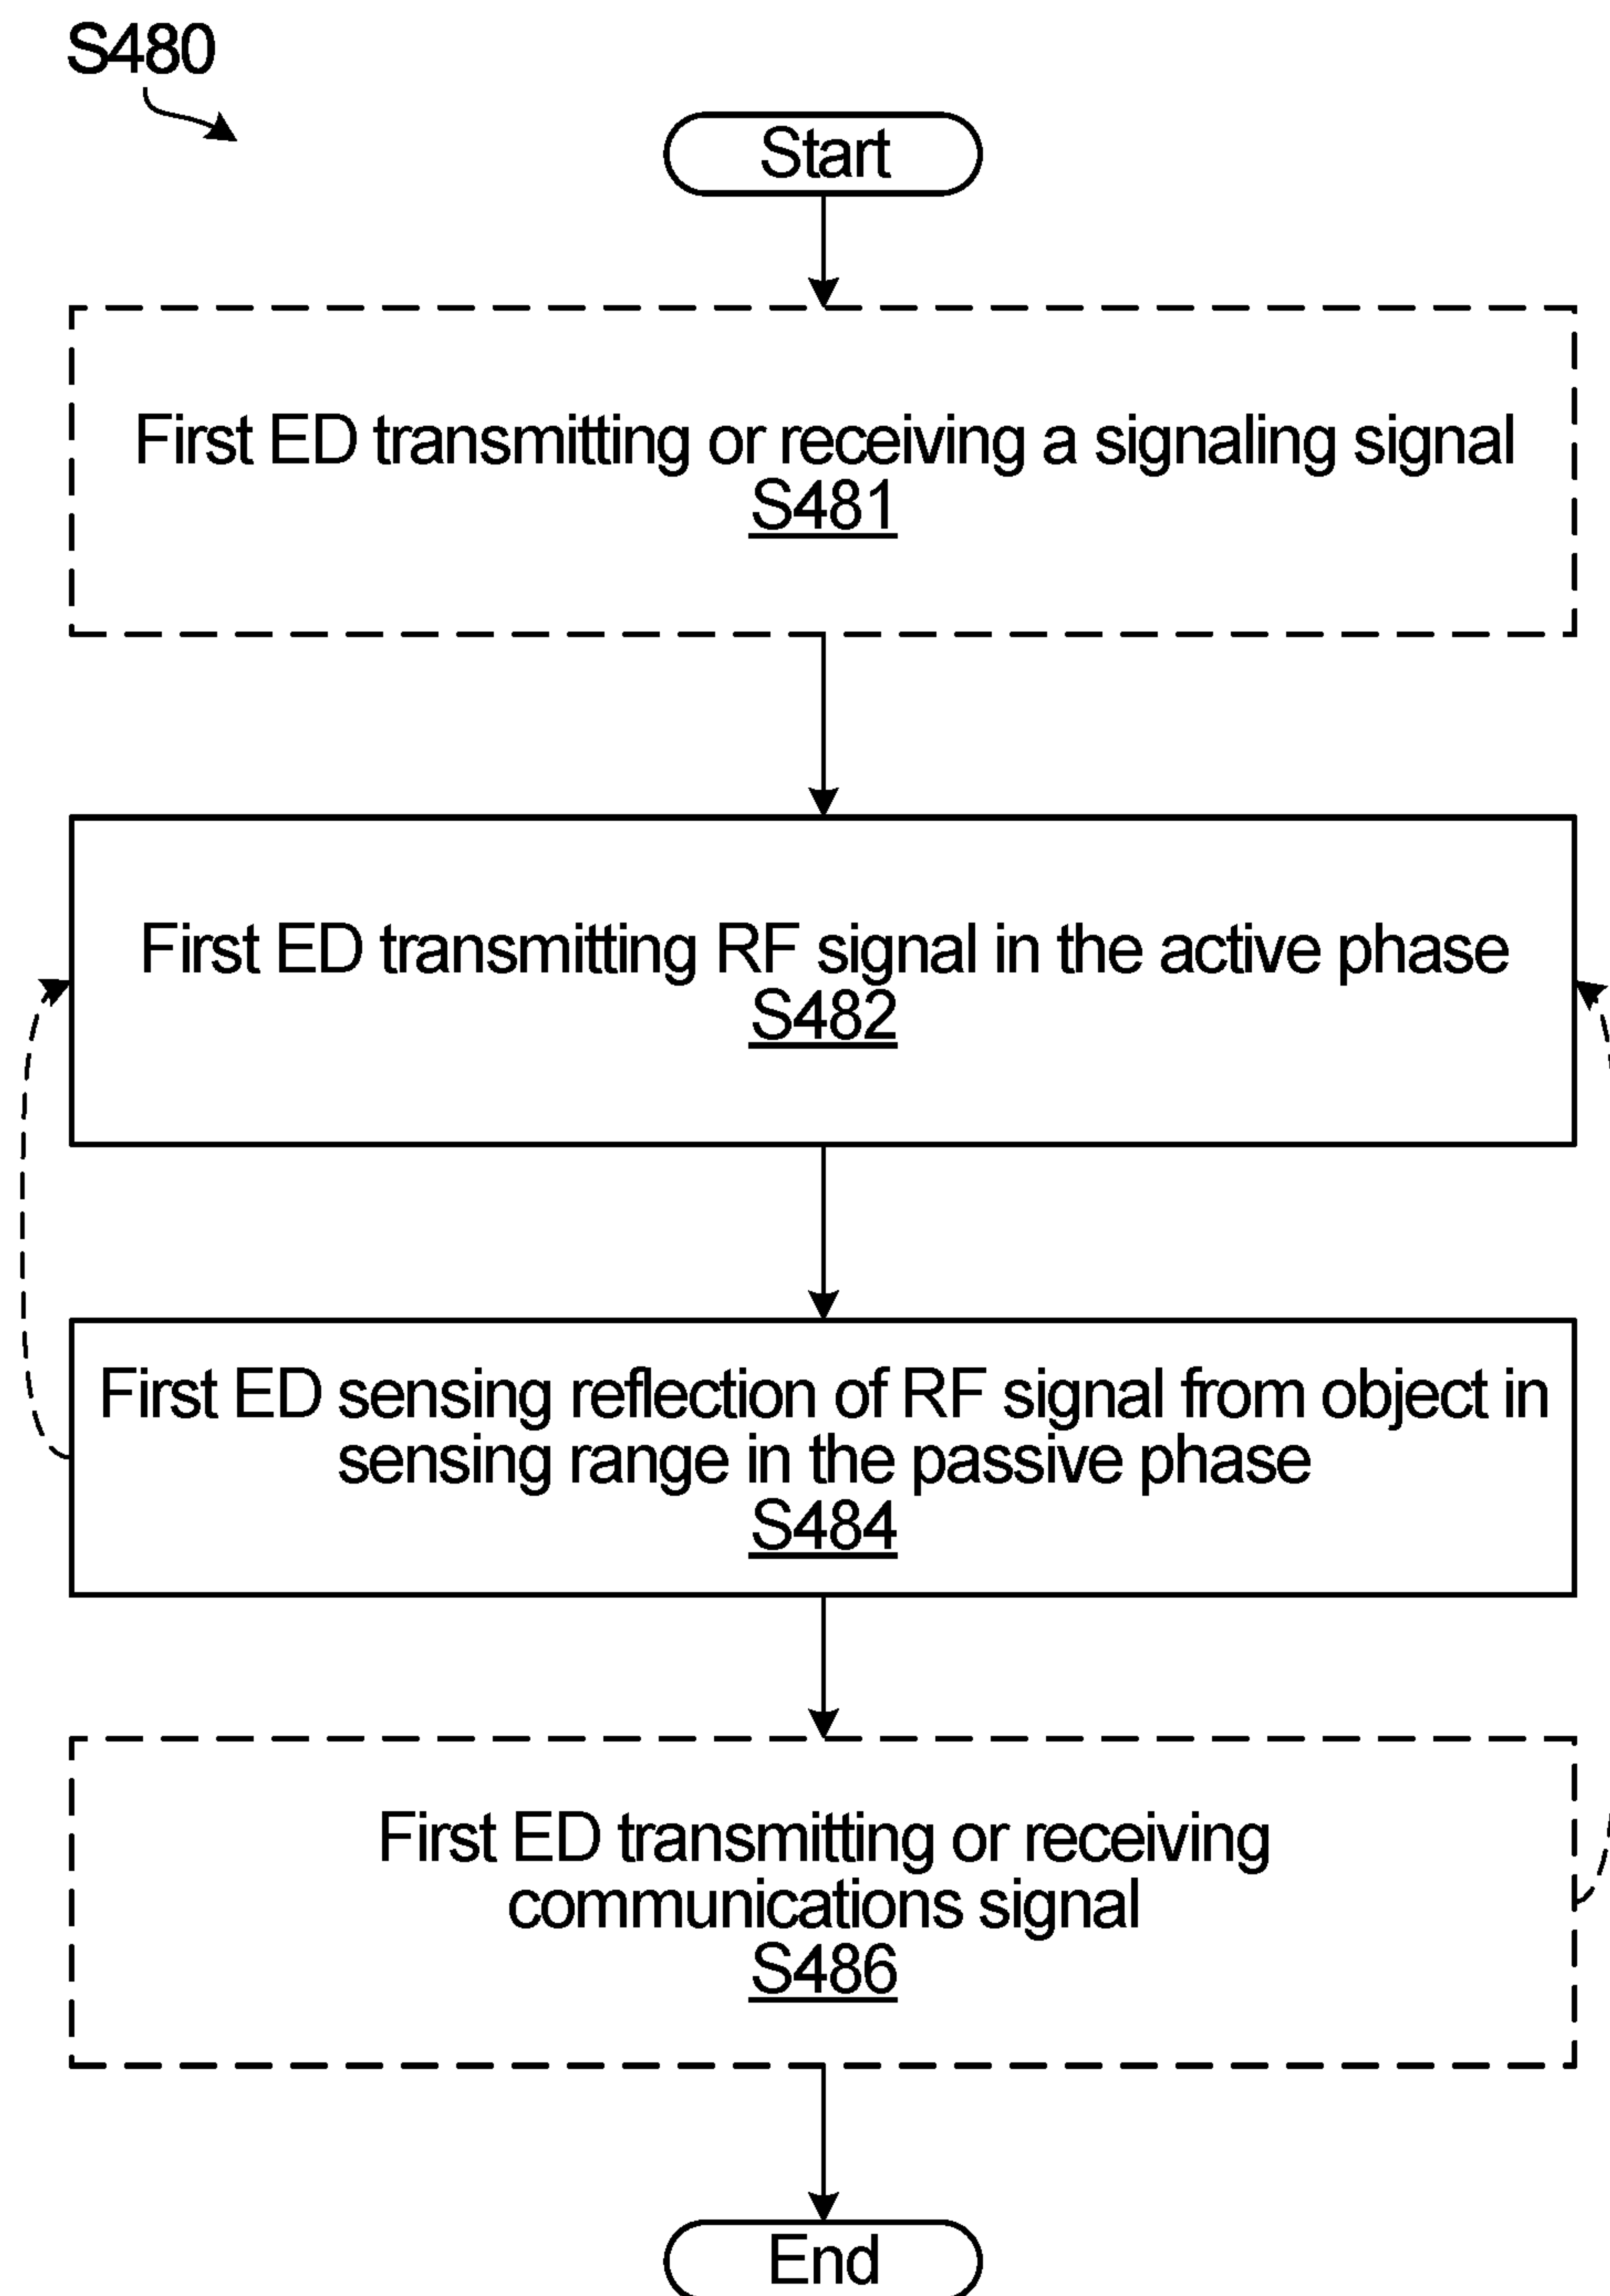 S480
Start
First ED transmitting or receiving a signaling signal
S481
First ED transmitting RF signal in the active phase
S482
First ED sensing reflection of RF signal from object in
sensing range in the passive phase
S484
First ED transmitting or receiving
communications signal
S486
End